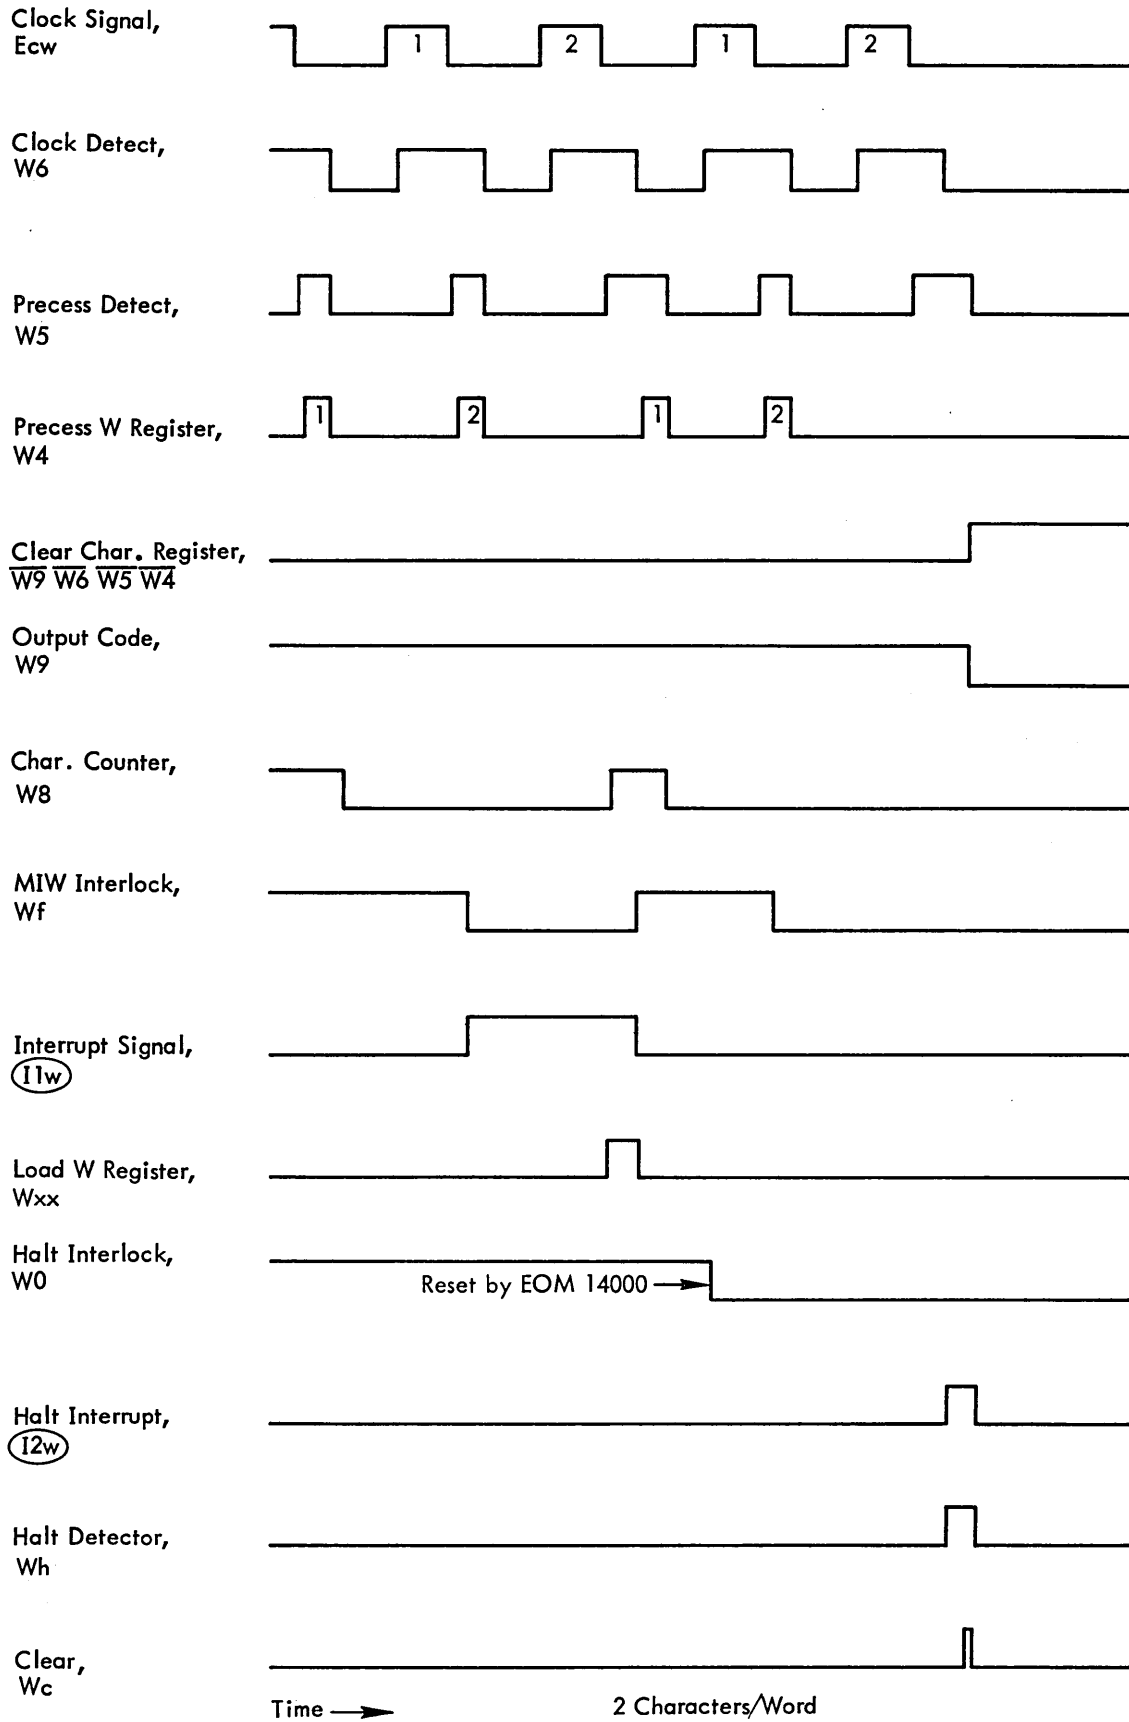 Clock Signal,
Ecw
1
2
1
2
Clock Detect,
W6
Precess Detect,
W5
Precess W Register,
W4
1
2
1
2
Clear Char. Register,
W9 W6 W5 W4
Output Code,
W9
Char. Counter,
W8
MIW Interlock,
Wf
Interrupt Signal,
I1w
Load W Register,
Wxx
Halt Interlock,
W0
Reset by EOM 14000
Halt Interrupt,
I2w
Halt Detector,
Wh
Clear,
Wc
Time
2 Characters/Word